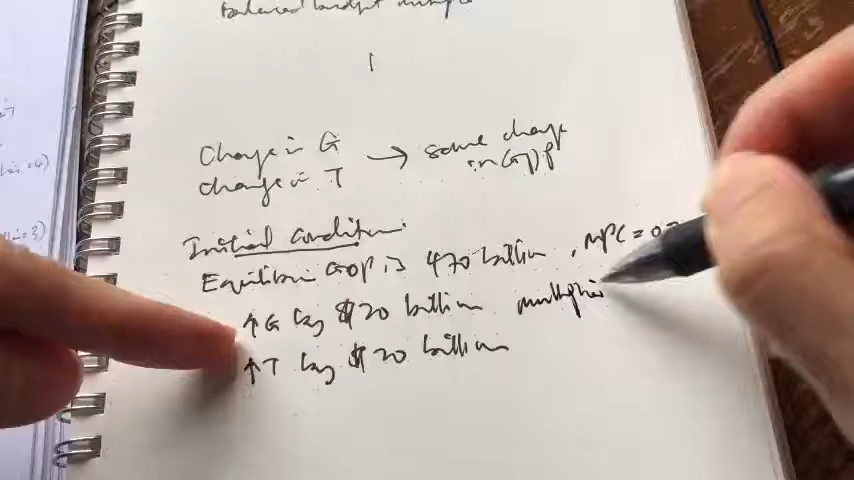 Balanced budget multiplier
Change in G → same change
change in T in GDP
Initial condition:
Equilibrium GDP is 470 billion, MPC = 0.
↑G by $20 billion multiplier
↑T by $20 billion